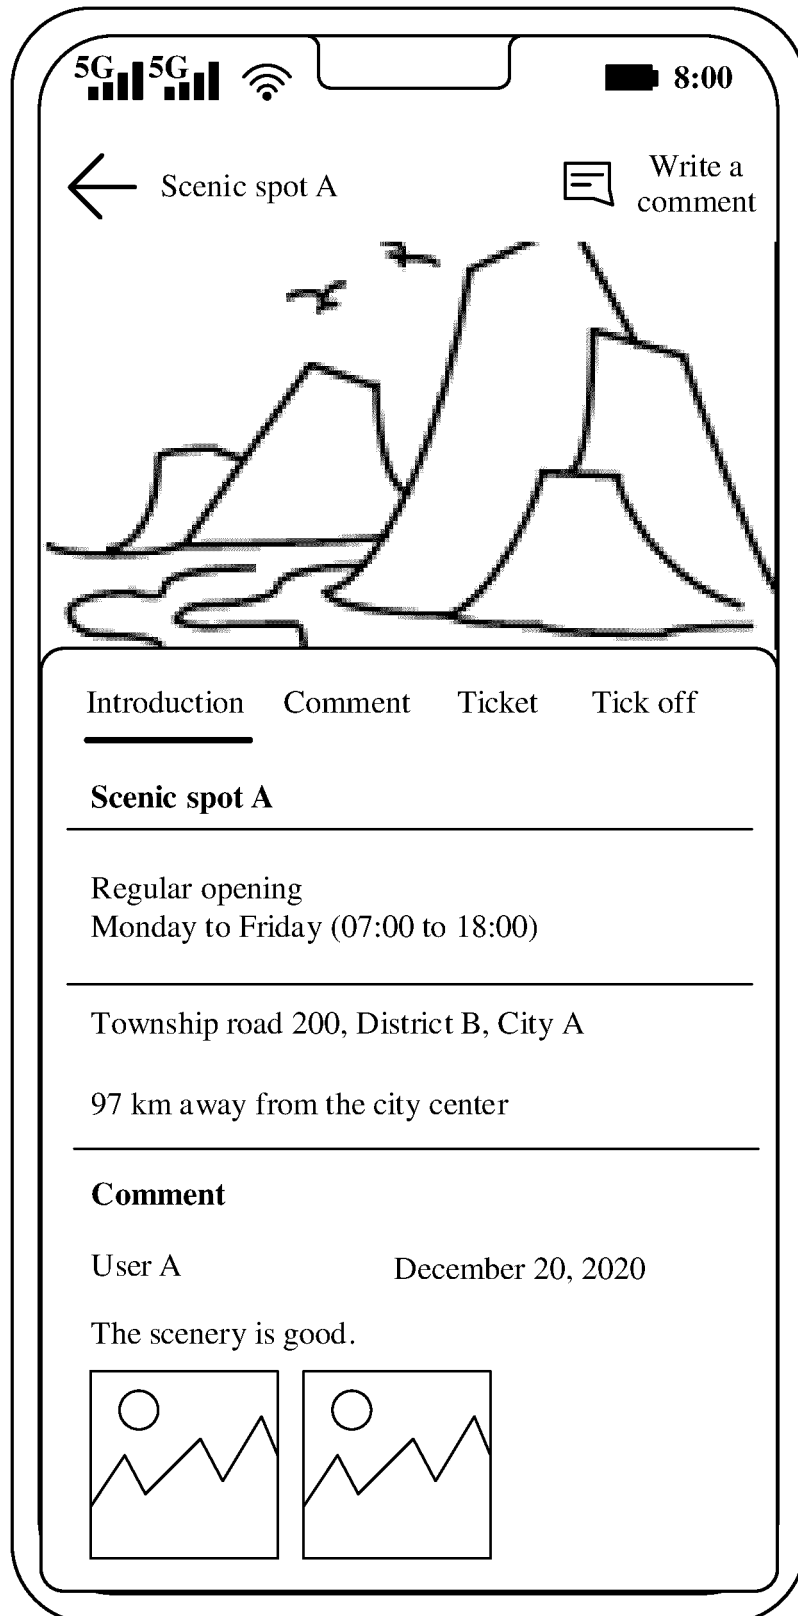 5G 5G 8:00
Scenic spot A
Write a
comment
Introduction Comment Ticket Tick off
Scenic spot A
Regular opening
Monday to Friday (07:00 to 18:00)
Township road 200, District B, City A
97 km away from the city center
Comment
User A December 20, 2020
The scenery is good.